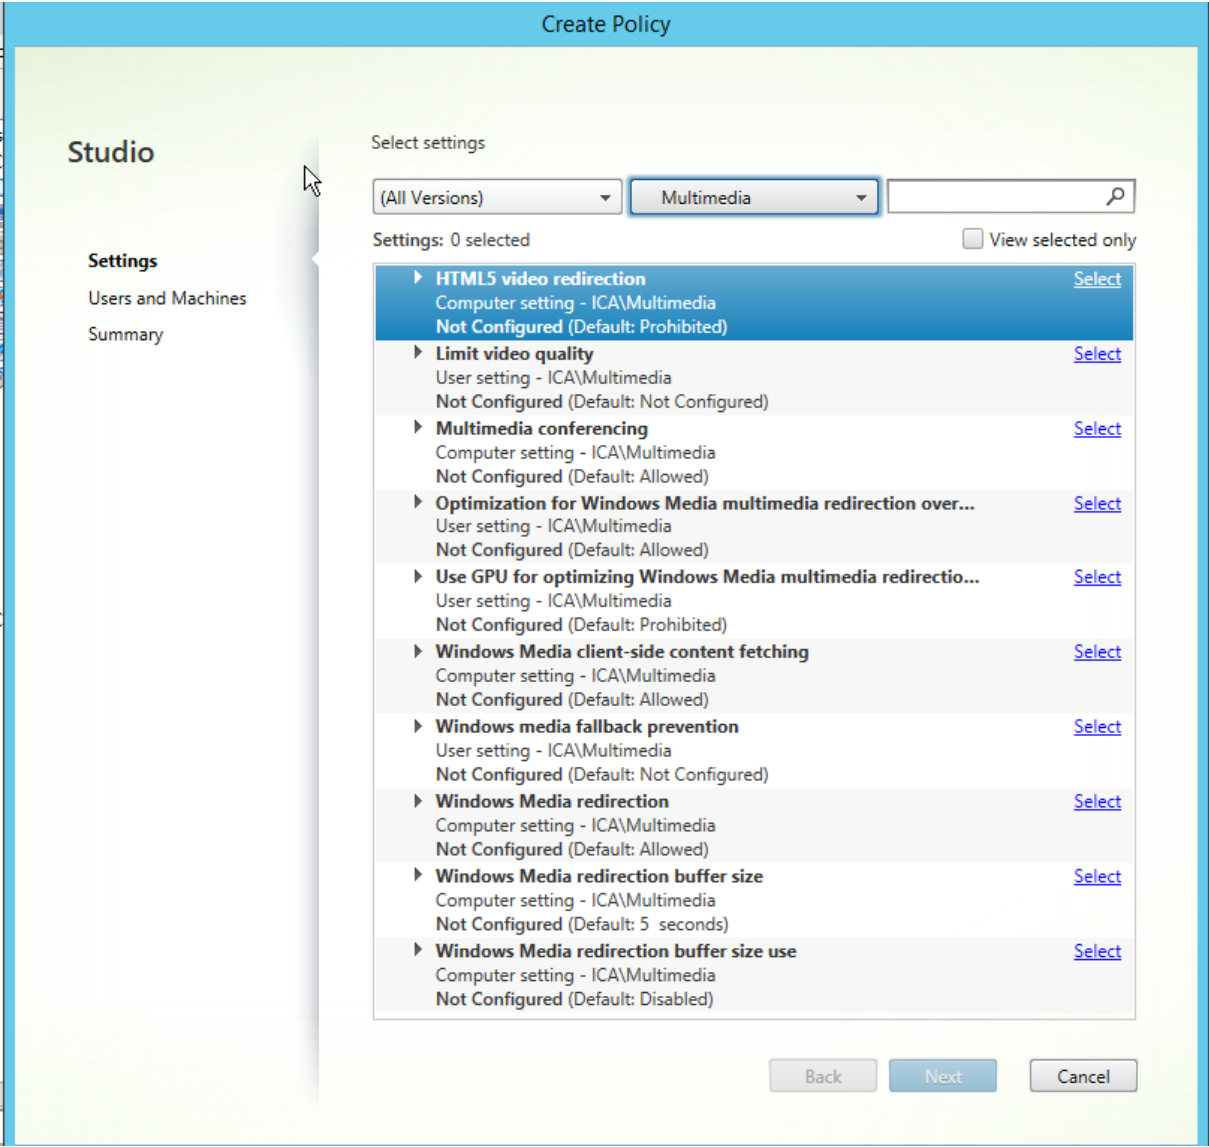 Create Policy
Studio
Settings
Users and Machines
Summary
Select settings
(All Versions)
Multimedia
Settings: 0 selected
View selected only
HTML5 video redirection
Select
Computer setting - ICA\Multimedia
Not Configured (Default: Prohibited)
Limit video quality
Select
User setting - ICA\Multimedia
Not Configured (Default: Not Configured)
Multimedia conferencing
Select
Computer setting - ICA\Multimedia
Not Configured (Default: Allowed)
Optimization for Windows Media multimedia redirection over...
Select
User setting - ICA\Multimedia
Not Configured (Default: Allowed)
Use GPU for optimizing Windows Media multimedia redirectio...
Select
User setting - ICA\Multimedia
Not Configured (Default: Prohibited)
Windows Media client-side content fetching
Select
Computer setting - ICA\Multimedia
Not Configured (Default: Allowed)
Windows media fallback prevention
Select
User setting - ICA\Multimedia
Not Configured (Default: Not Configured)
Windows Media redirection
Select
Computer setting - ICA\Multimedia
Not Configured (Default: Allowed)
Windows Media redirection buffer size
Select
Computer setting - ICA\Multimedia
Not Configured (Default: 5  seconds)
Windows Media redirection buffer size use
Select
Computer setting - ICA\Multimedia
Not Configured (Default: Disabled)
Back
Next
Cancel